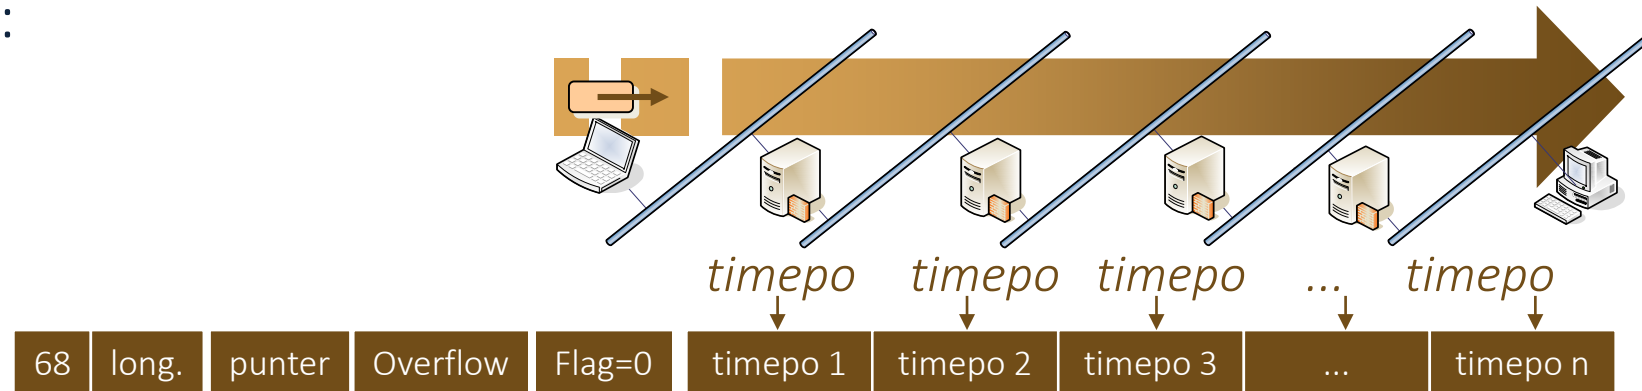 :
timepo timepo timepo ... timepo
68 long. punter Overflow Flag=0 timepo 1 timepo 2 timepo 3 ... timepo n